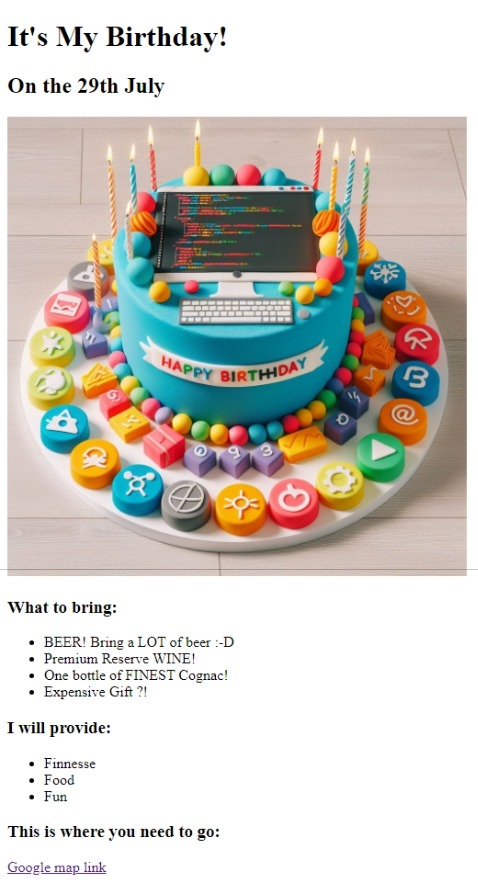 It's My Birthday!
On the 29th July
HAPPY BIRTHHDAY
What to bring:
BEER! Bring a LOT of beer :-D
Premium Reserve WINE!
One bottle of FINEST Cognac!
Expensive Gift ?!
I will provide:
Finnesse
Food
Fun
This is where you need to go:
Google map link